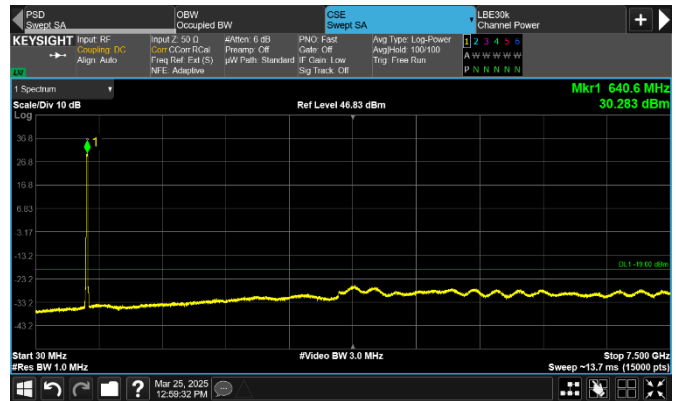 PSD
Swept SA
OBW
Occupied BW
CSE
Swept SA
LBE30k
Channel Power
KEYSIGHT
Input: RF
Coupling: DC
Align: Auto
Input Z: 50 Ω
Corr CCorr RCal
Freq Ref: Ext (S)
NFE: Adaptive
#Atten: 6 dB
Preamp: Off
µW Path: Standard
PNO: Fast
Gate: Off
IF Gain: Low
Sig Track: Off
Avg Type: Log-Power
Avg|Hold: 100/100
Trig: Free Run
1 2 3 4 5 6
A W W W W W
P N N N N N
LXI
1 Spectrum
Scale/Div 10 dB
Log
Ref Level 46.83 dBm
Mkr1 640.6 MHz
30.283 dBm
36.8
26.8
16.8
6.83
-3.17
-13.2
-23.2
-33.2
-43.2
1
DL1 -19.00 dBm
Start 30 MHz
#Res BW 1.0 MHz
#Video BW 3.0 MHz
Stop 7.500 GHz
Sweep ~13.7 ms (15000 pts)
Mar 25, 2025
12:59:32 PM